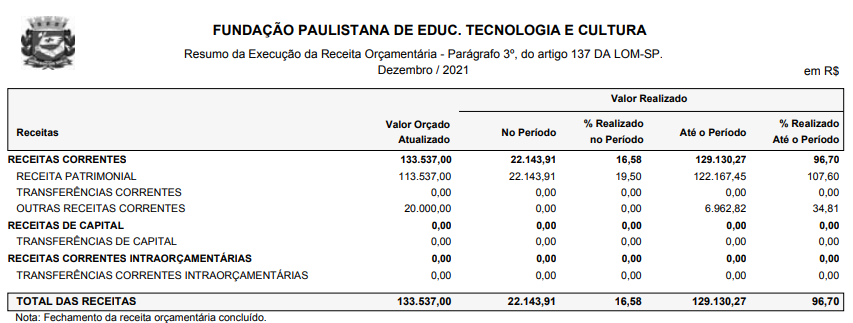 FUNDAÇÃO PAULISTANA DE EDUC. TECNOLOGIA E CULTURA
Resumo da Execução da Receita Orçamentária - Parágrafo 3º, do artigo 137 DA LOM-SP.
Dezembro / 2021
em R$
Valor Realizado
Receitas Valor Orçado Atualizado No Período % Realizado no Período Até o Período % Realizado Até o Período
RECEITAS CORRENTES 133.537,00 22.143,91 16,58 129.130,27 96,70
RECEITA PATRIMONIAL 113.537,00 22.143,91 19,50 122.167,45 107,60
TRANSFERÊNCIAS CORRENTES 0,00 0,00 0,00 0,00 0,00
OUTRAS RECEITAS CORRENTES 20.000,00 0,00 0,00 6.962,82 34,81
RECEITAS DE CAPITAL 0,00 0,00 0,00 0,00 0,00
TRANSFERÊNCIAS DE CAPITAL 0,00 0,00 0,00 0,00 0,00
RECEITAS CORRENTES INTRAORÇAMENTÁRIAS 0,00 0,00 0,00 0,00 0,00
TRANSFERÊNCIAS CORRENTES INTRAORÇAMENTÁRIAS 0,00 0,00 0,00 0,00 0,00
TOTAL DAS RECEITAS 133.537,00 22.143,91 16,58 129.130,27 96,70
Nota: Fechamento da receita orçamentária concluído.